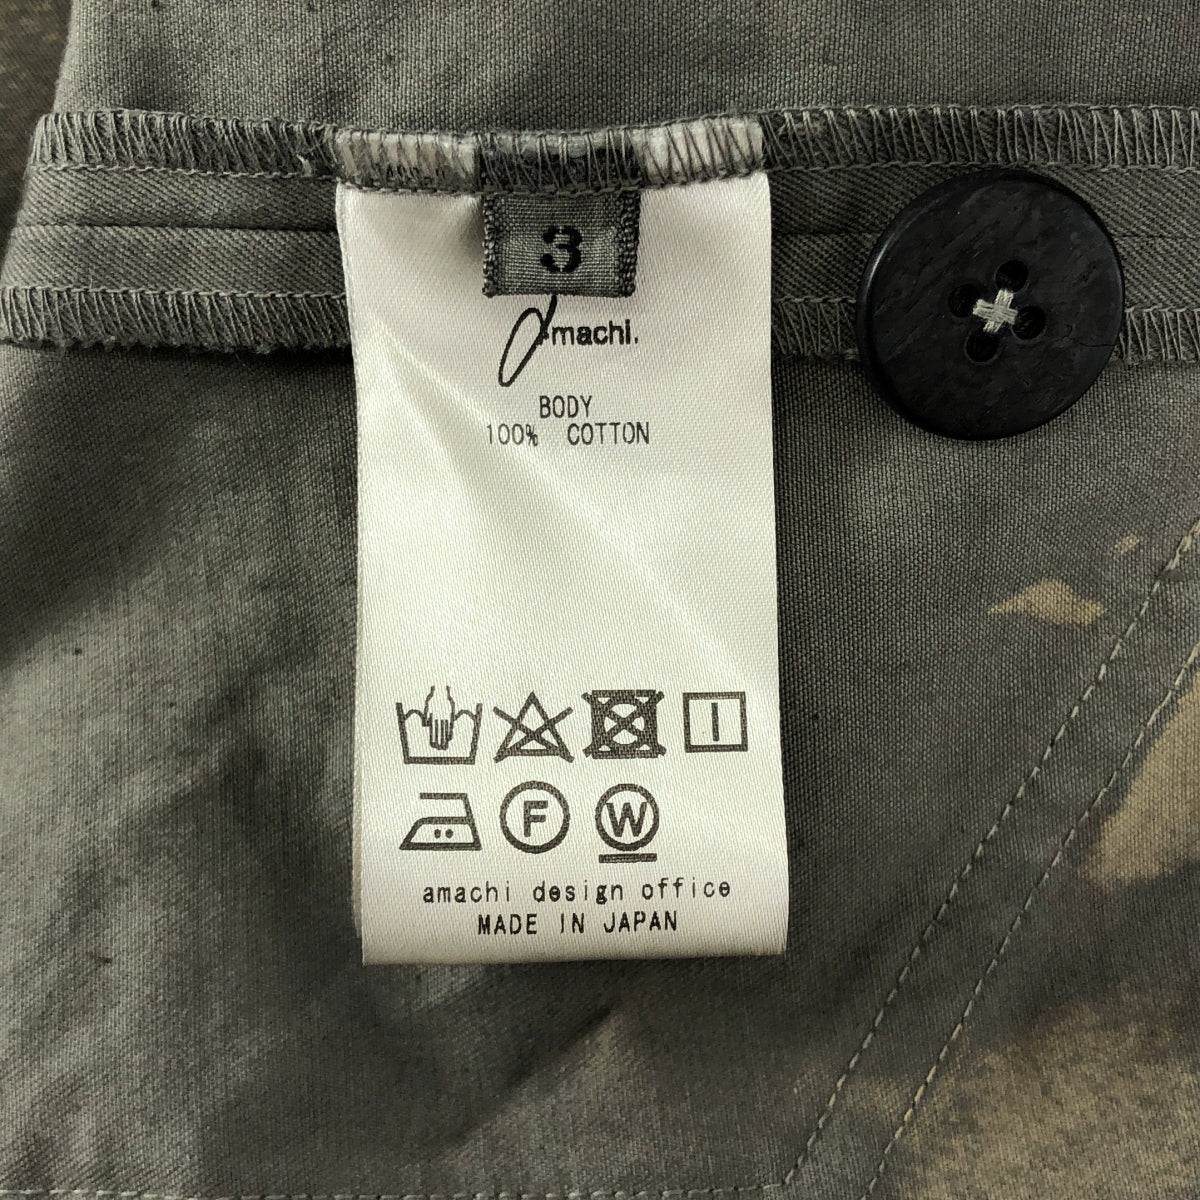 3
amachi.
BODY
100% COTTON
F W
amachi design office
MADE IN JAPAN